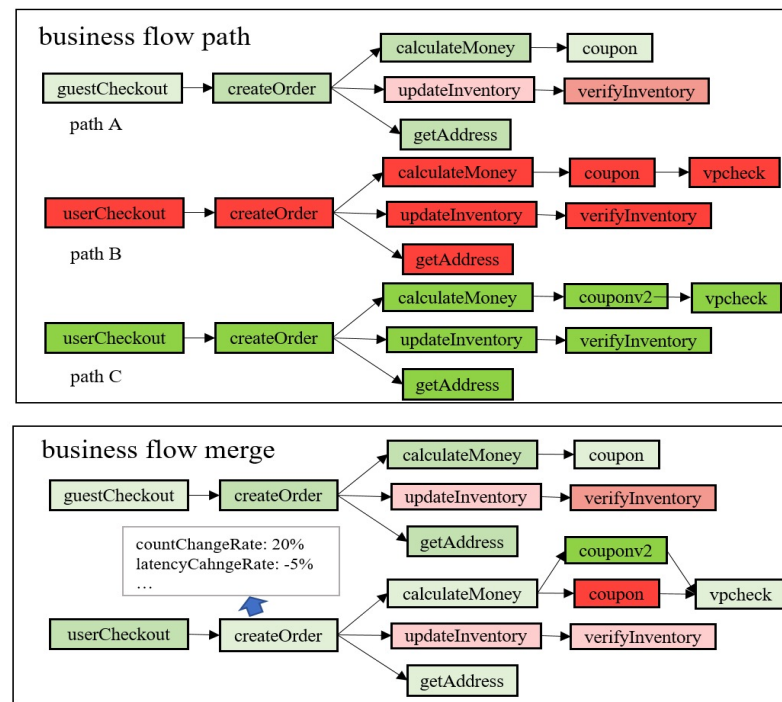 business flow path
calculateMoney
coupon
guestCheckout
createOrder
updateInventory
verifyInventory
path A
getAddress
calculateMoney
coupon
vpcheck
userCheckout
createOrder
updateInventory
verifyInventory
path B
getAddress
calculateMoney
couponv2
vpcheck
userCheckout
createOrder
updateInventory
verifyInventory
path C
getAddress
business flow merge
calculateMoney
coupon
guestCheckout
createOrder
updateInventory
verifyInventory
getAddress
countChangeRate: 20%
latencyCahngeRate: -5%
…
couponv2
calculateMoney
coupon
vpcheck
userCheckout
createOrder
updateInventory
verifyInventory
getAddress